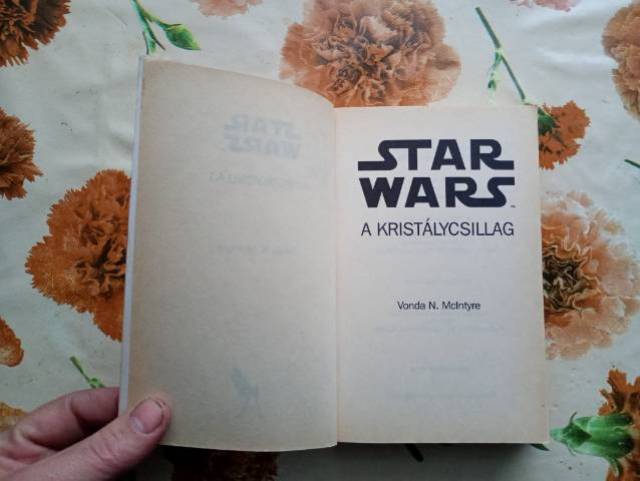 STAR
WARS
A KRISTÁLYCSILLAG
Vonda N. McIntyre